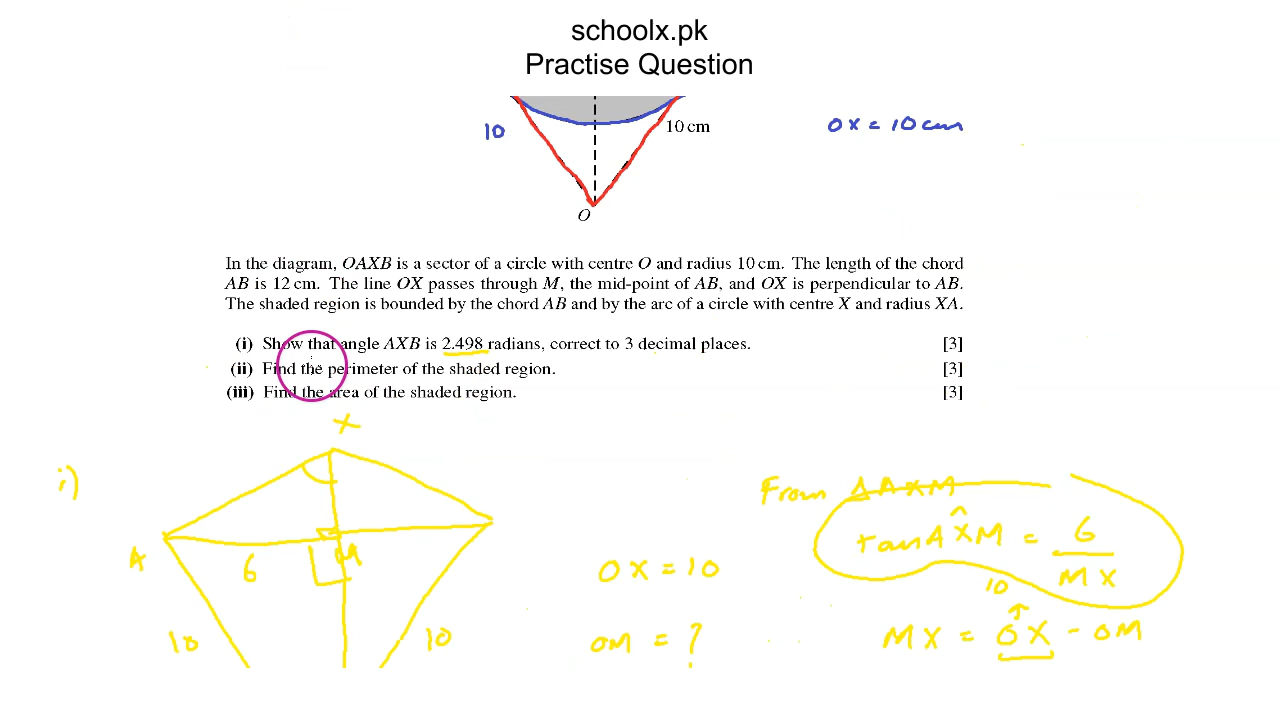 schoolx.pk
Practise Question
10
10 cm
OX = 10 cm
O
In the diagram, OAXB is a sector of a circle with centre O and radius 10 cm. The length of the chord
AB is 12 cm. The line OX passes through M, the mid-point of AB, and OX is perpendicular to AB.
The shaded region is bounded by the chord AB and by the arc of a circle with centre X and radius XA.
(i) Show that angle AXB is 2.498 radians, correct to 3 decimal places. [3]
(ii) Find the perimeter of the shaded region. [3]
(iii) Find the area of the shaded region. [3]
i)
X
A
6
M
10
10
OX = 10
OM = ?
From ΔAXM
tan AX̂M = 6
MX
10
MX = OX - OM